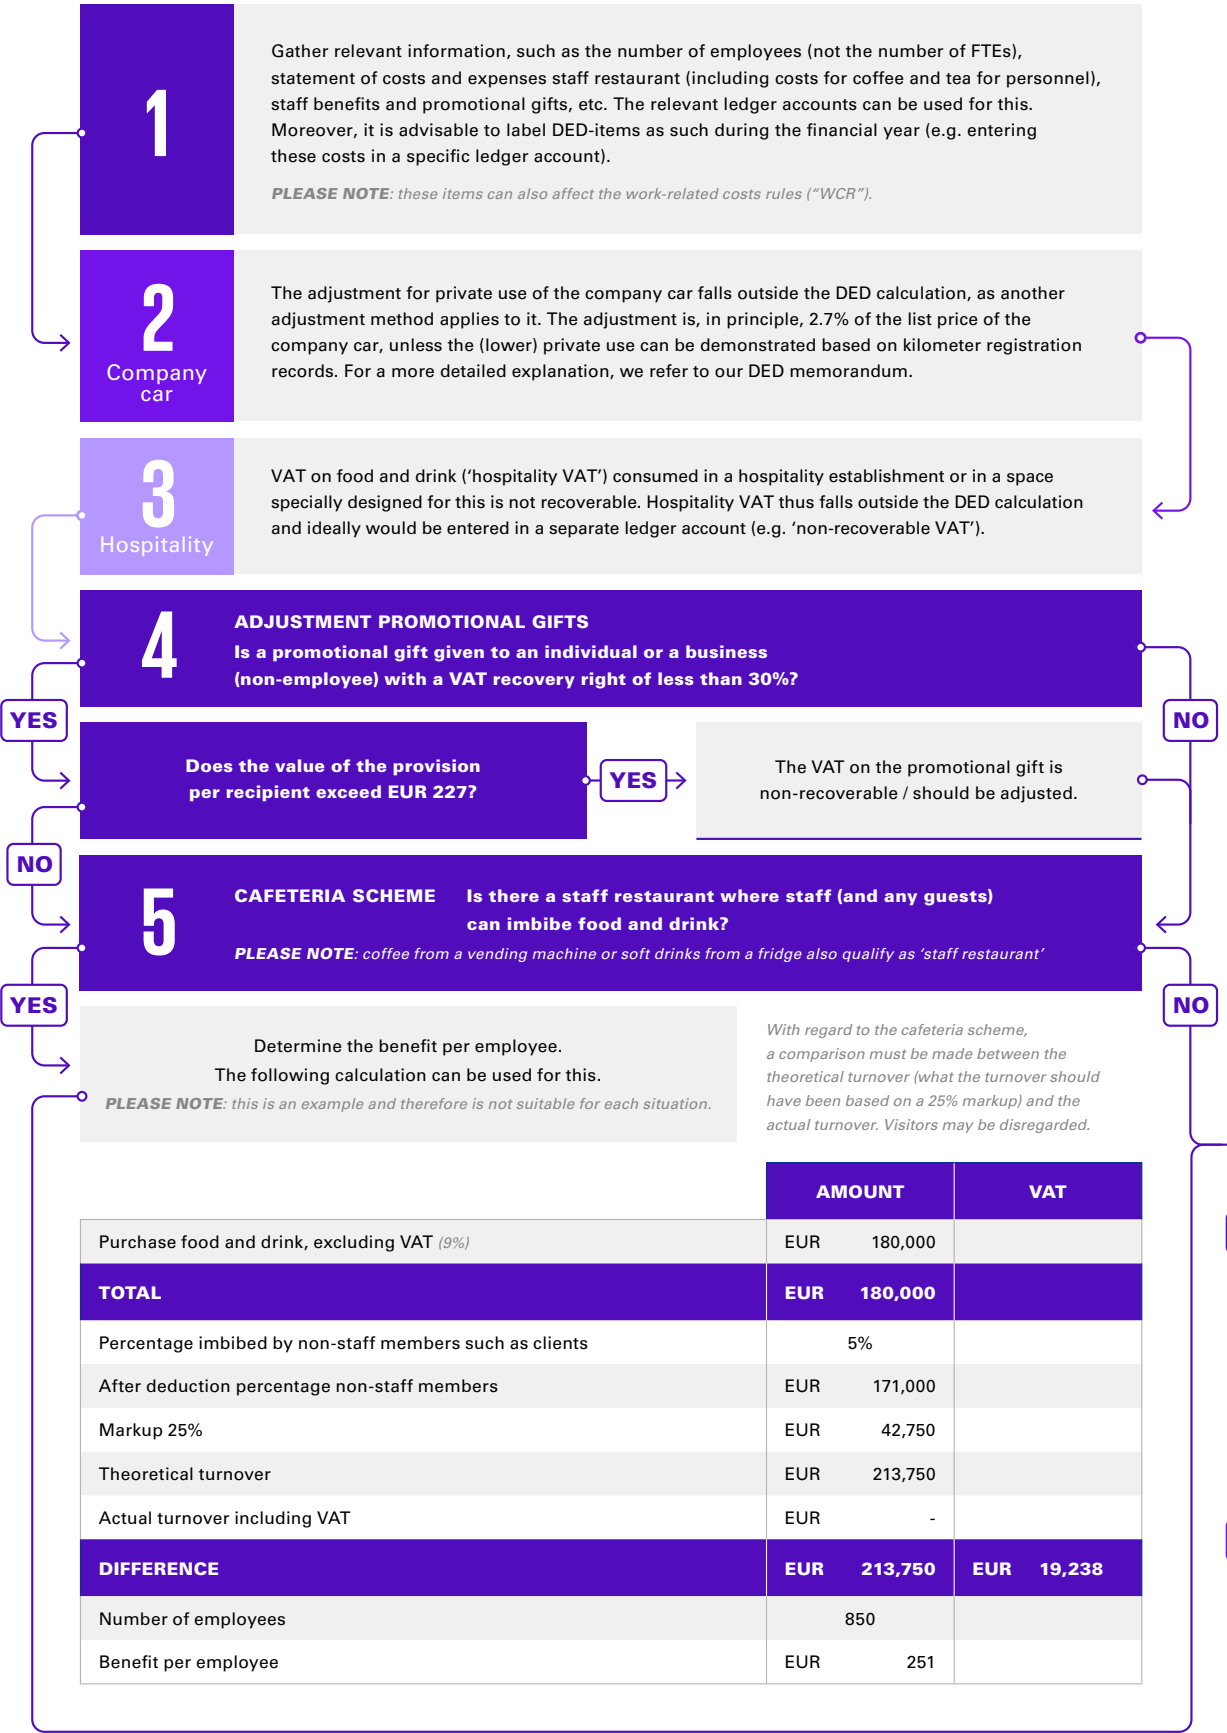 1
Gather relevant information, such as the number of employees (not the number of FTEs),
statement of costs and expenses staff restaurant (including costs for coffee and tea for personnel),
staff benefits and promotional gifts, etc. The relevant ledger accounts can be used for this.
Moreover, it is advisable to label DED-items as such during the financial year (e.g. entering
these costs in a specific ledger account).
PLEASE NOTE: these items can also affect the work-related costs rules (“WCR”).
2
Company
car
The adjustment for private use of the company car falls outside the DED calculation, as another
adjustment method applies to it. The adjustment is, in principle, 2.7% of the list price of the
company car, unless the (lower) private use can be demonstrated based on kilometer registration
records. For a more detailed explanation, we refer to our DED memorandum.
3
Hospitality
VAT on food and drink (‘hospitality VAT’) consumed in a hospitality establishment or in a space
specially designed for this is not recoverable. Hospitality VAT thus falls outside the DED calculation
and ideally would be entered in a separate ledger account (e.g. ‘non-recoverable VAT’).
4
ADJUSTMENT PROMOTIONAL GIFTS
Is a promotional gift given to an individual or a business
(non-employee) with a VAT recovery right of less than 30%?
YES
NO
Does the value of the provision
per recipient exceed EUR 227?
YES
The VAT on the promotional gift is
non-recoverable / should be adjusted.
NO
5
CAFETERIA SCHEME Is there a staff restaurant where staff (and any guests)
can imbibe food and drink?
PLEASE NOTE: coffee from a vending machine or soft drinks from a fridge also qualify as ‘staff restaurant’
YES
NO
Determine the benefit per employee.
The following calculation can be used for this.
PLEASE NOTE: this is an example and therefore is not suitable for each situation.
With regard to the cafeteria scheme,
a comparison must be made between the
theoretical turnover (what the turnover should
have been based on a 25% markup) and the
actual turnover. Visitors may be disregarded.
AMOUNT VAT
Purchase food and drink, excluding VAT (9%) EUR 180,000
TOTAL EUR 180,000
Percentage imbibed by non-staff members such as clients 5%
After deduction percentage non-staff members EUR 171,000
Markup 25% EUR 42,750
Theoretical turnover EUR 213,750
Actual turnover including VAT EUR -
DIFFERENCE EUR 213,750 EUR 19,238
Number of employees 850
Benefit per employee EUR 251